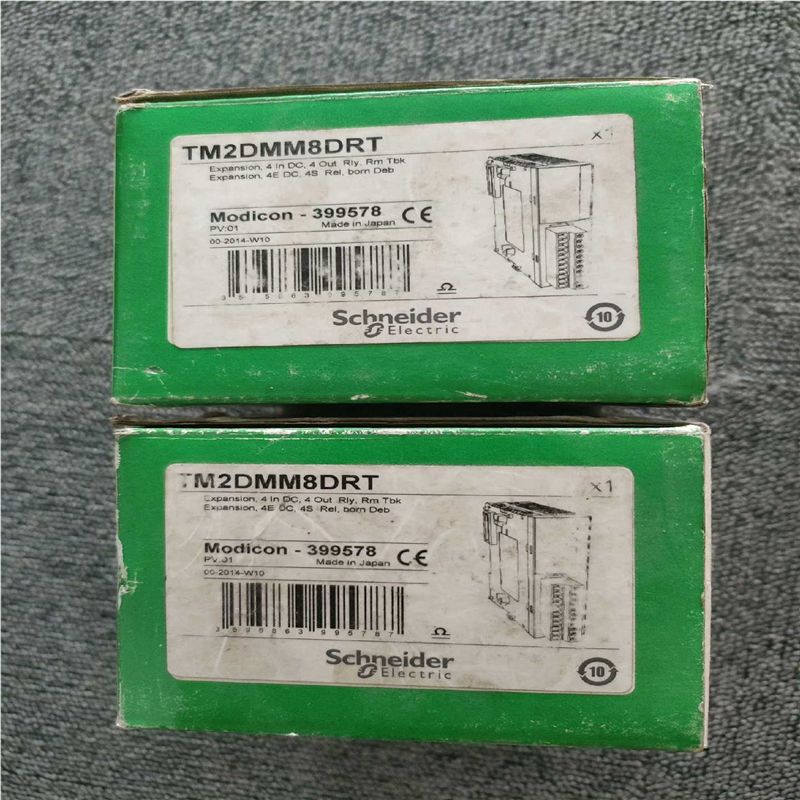 TM2DMM8DRT
x1
Expansion, 4 In DC, 4 Out Rly, Rm Tbk
Expansion, 4E DC, 4S Rel, born Deb
Modicon - 399578 CE
PV:01 Made in Japan
00-2014-W10
Schneider
Electric
10
TM2DMM8DRT
x1
Expansion, 4 In DC, 4 Out Rly, Rm Tbk
Expansion, 4E DC, 4S Rel, born Deb
Modicon - 399578 CE
PV:01 Made in Japan
00-2014-W10
3595863995787
Schneider
Electric
10